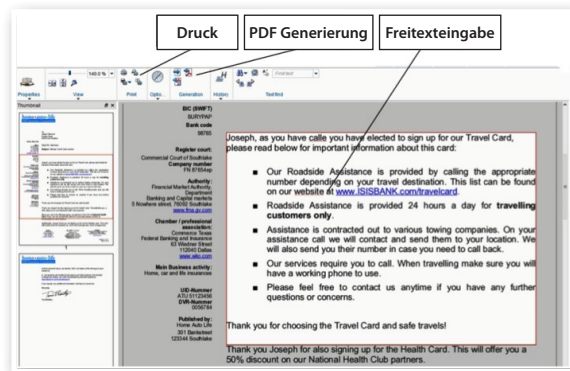 Druck
PDF Generierung
Freitexteingabe
140.0 %
Properties
View
Print
Optio...
Generation
History
Text find
Thumbnail
BIC (SWIFT)
SURYPAP
Bank code
98765
Register court:
Commercial Court of Southlake
Company number
Authority:
Financial Market Authority,
Department
Banking and Capital markets
5 Nowhere street, 76092 Southlake
www.fma.gv.com
Chamber / professional
association:
Commerce Texas
Federal Banking and Insurance
63 Wiedner Street
112040 Dallas
www.wko.com
Main Business activity:
Home, car and life insurances
UID-Nummer
ATU 51123456
DVR-Nummer
0036784
Published by:
Home Auto Life
301 Bankstreet
123344 Southlake
Joseph, as you have calle you have elected to sign up for our Travel Card,
please read below for important information about this card:
■ Our Roadside Assistance is provided by calling the appropriate
number depending on your travel destination. This list can be found
on our website at www.ISISBANK.com/travelcard.
■ Roadside Assistance is provided 24 hours a day for travelling
customers only.
■ Assistance is contracted out to various towing companies. On your
assistance call we will contact and send them to your location. We
will also send you their number in case you need to call back.
■ Our services require you to call. When travelling make sure you will
have a working phone to use.
■ Please feel free to contact us anytime if you have any further
questions or concerns.
Thank you for choosing the Travel Card and safe travels!
Thank you Joseph for also signing up for the Health Card. This will offer you a
50% discount on our National Health Club partners.